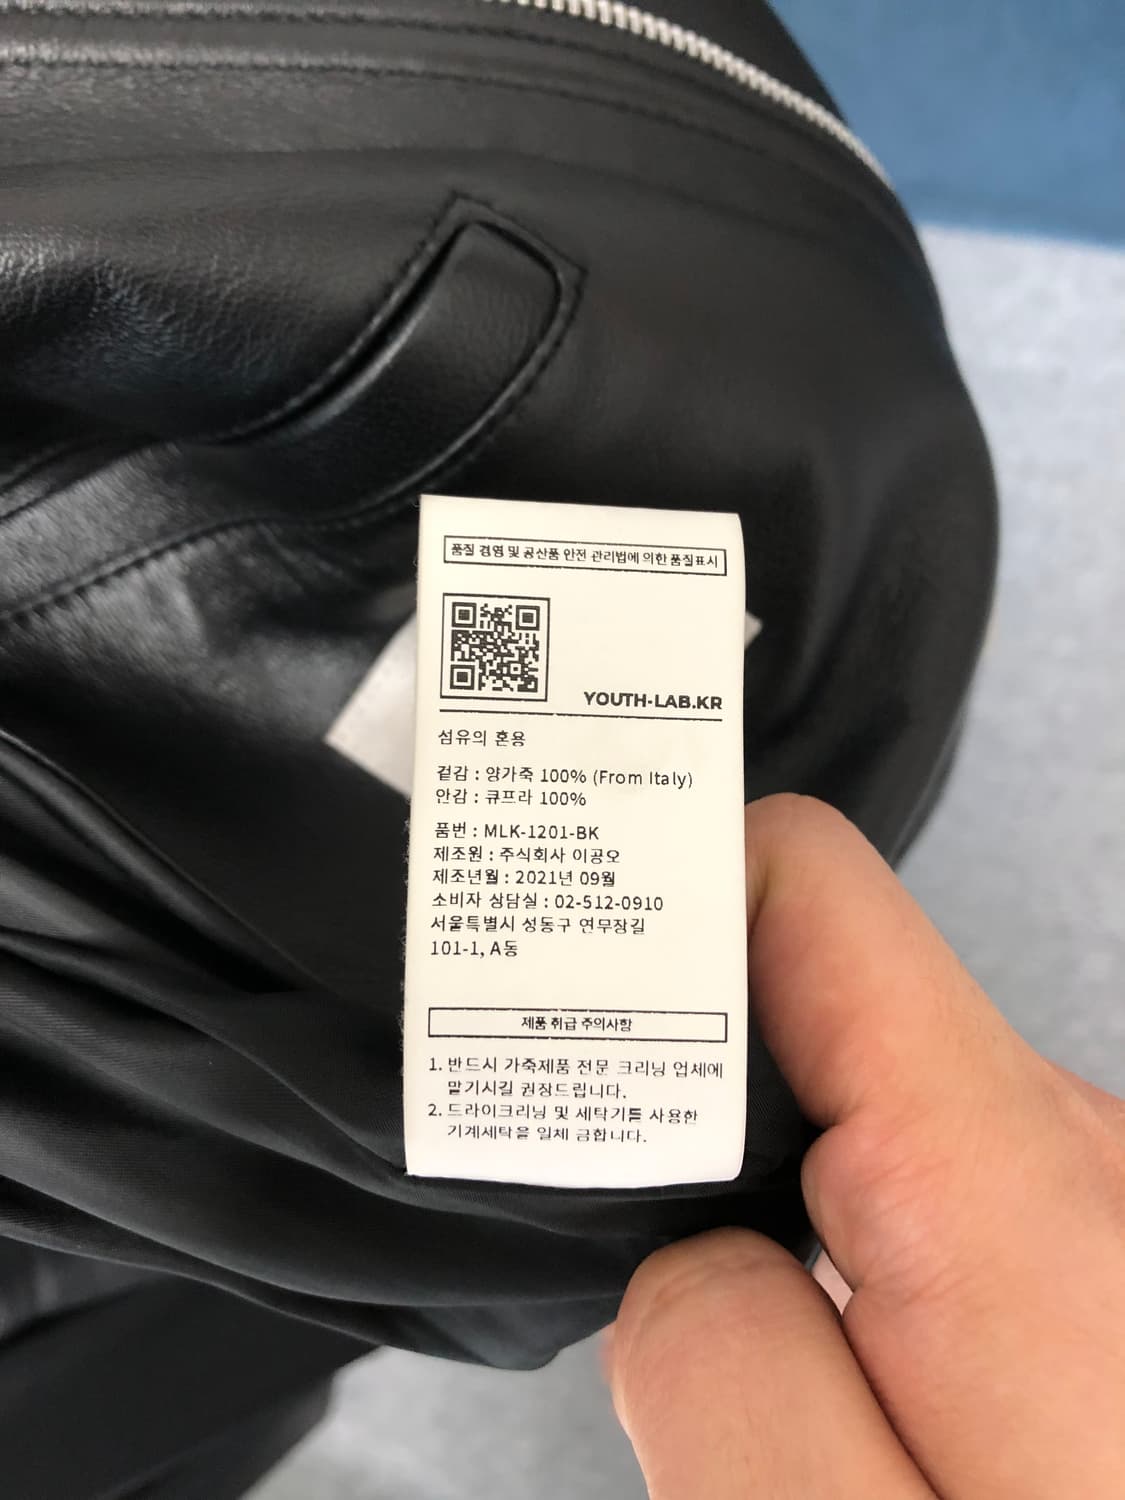 품질 경영 및 공산품 안전 관리법에 의한 품질표시
YOUTH-LAB.KR
섬유의 혼용
겉감 : 양가죽 100% (From Italy)
안감 : 큐프라 100%
품번 : MLK-1201-BK
제조원 : 주식회사 이공오
제조년월 : 2021년 09월
소비자 상담실 : 02-512-0910
서울특별시 성동구 연무장길
101-1, A동
제품 취급 주의사항
1. 반드시 가죽제품 전문 크리닝 업체에
맡기시길 권장드립니다.
2. 드라이크리닝 및 세탁기를 사용한
기계세탁을 일체 금합니다.